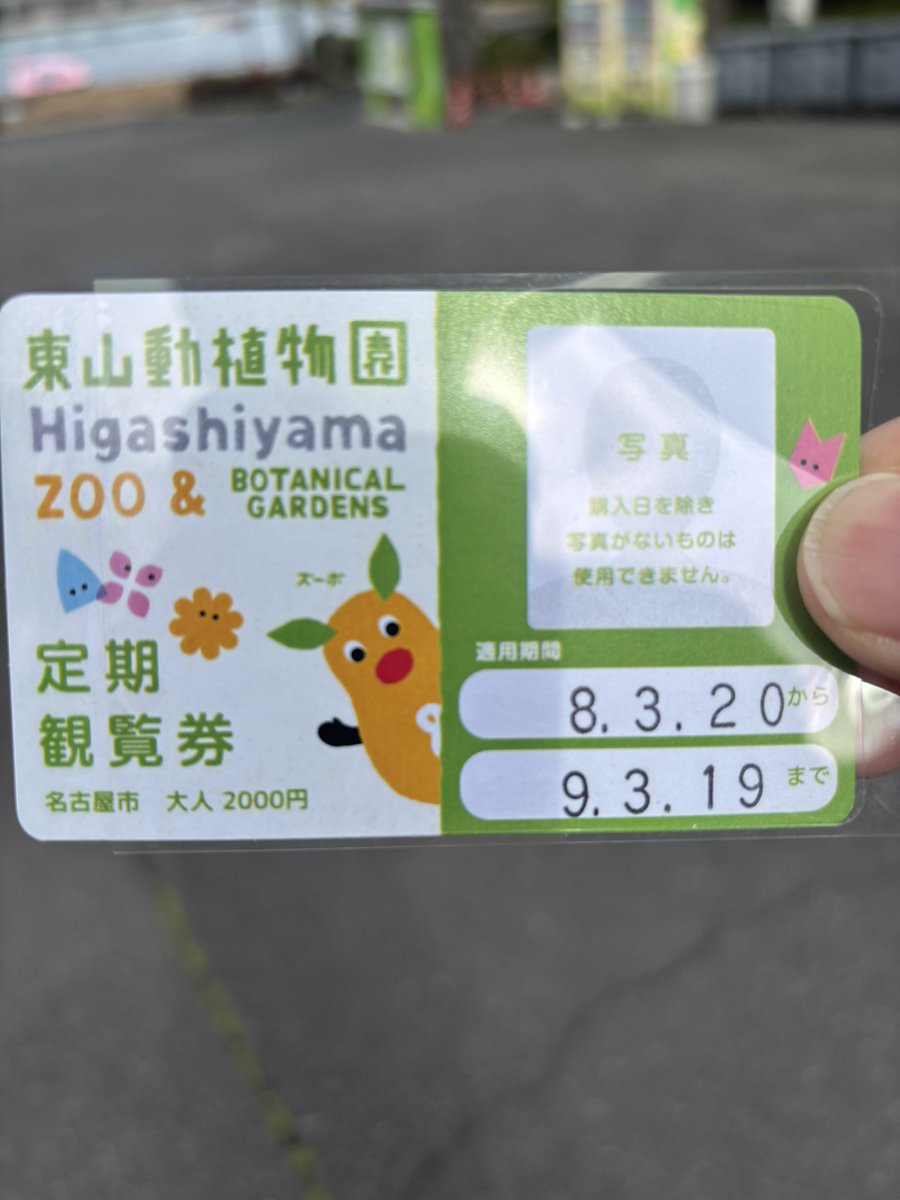 東山動植物園
Higashiyama
ZOO & BOTANICAL GARDENS
ズーボ
定期
観覧券
名古屋市 大人 2000円
写真
購入日を除き
写真がないものは
使用できません。
適用期間
8.3.20から
9.3.19まで